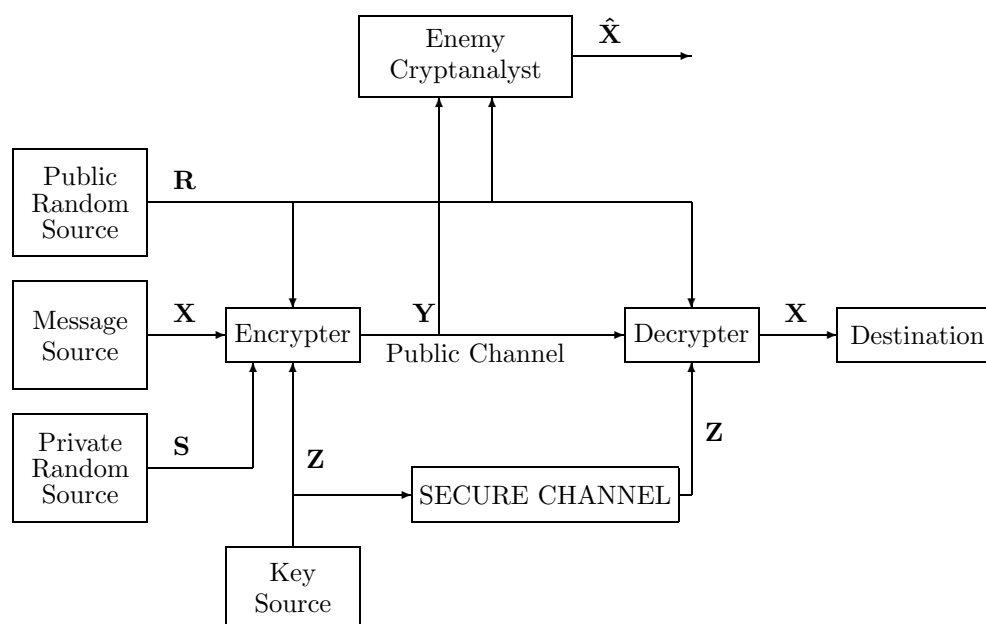 Enemy
Cryptanalyst
X̂
Public
Random
Source
R
Message
Source
X
Encrypter
Y
Public Channel
Decrypter
X
Destination
Private
Random
Source
S
Z
SECURE CHANNEL
Z
Key
Source